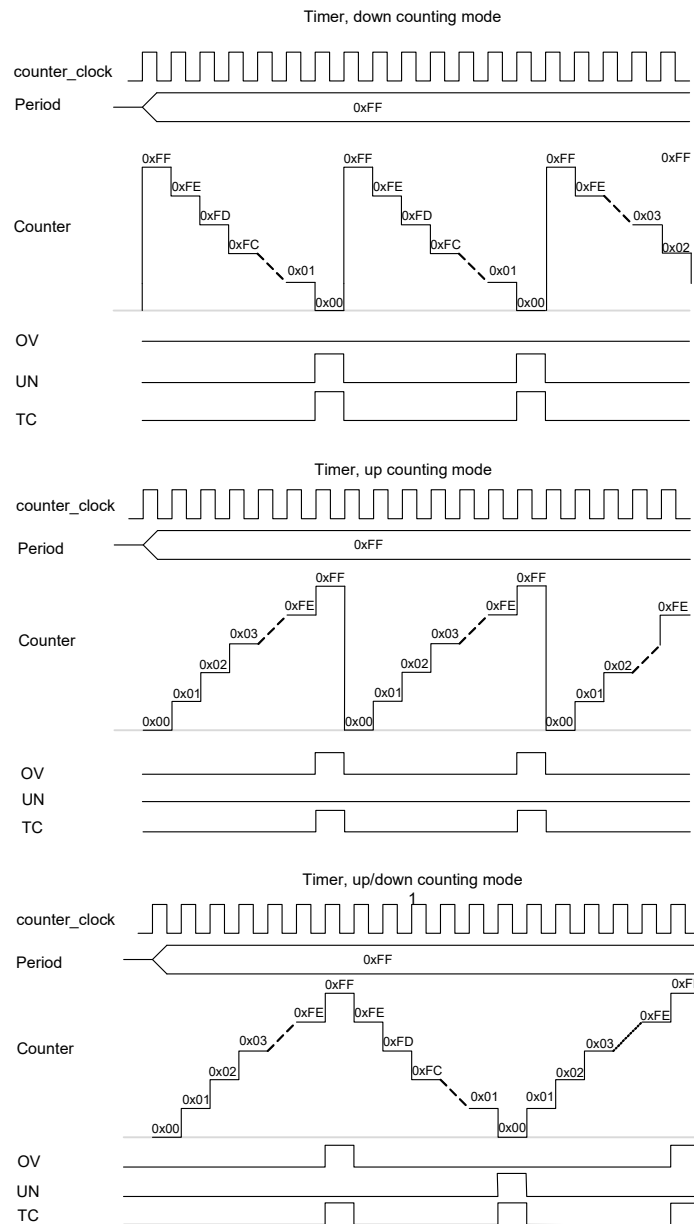 Timer, down counting mode
counter_clock
Period
0xFF
0xFF 0xFF 0xFF 0xFF
0xFE 0xFE 0xFE
0xFD 0xFD 0x03
Counter
0xFC 0xFC 0x02
0x01 0x01
0x00 0x00
OV
UN
TC
Timer, up counting mode
counter_clock
Period
0xFF
0xFF 0xFF
0xFE 0xFE 0xFE
Counter
0x03 0x03
0x02 0x02 0x02
0x01 0x01 0x01
0x00 0x00 0x00
OV
UN
TC
Timer, up/down counting mode
1
counter_clock
Period
0xFF
0xFF
0xFE 0xFE 0xFE
Counter
0x03 0xFD 0x03
0x02 0xFC 0x02
0x01 0x01 0x01
0x00 0x00
OV
UN
TC